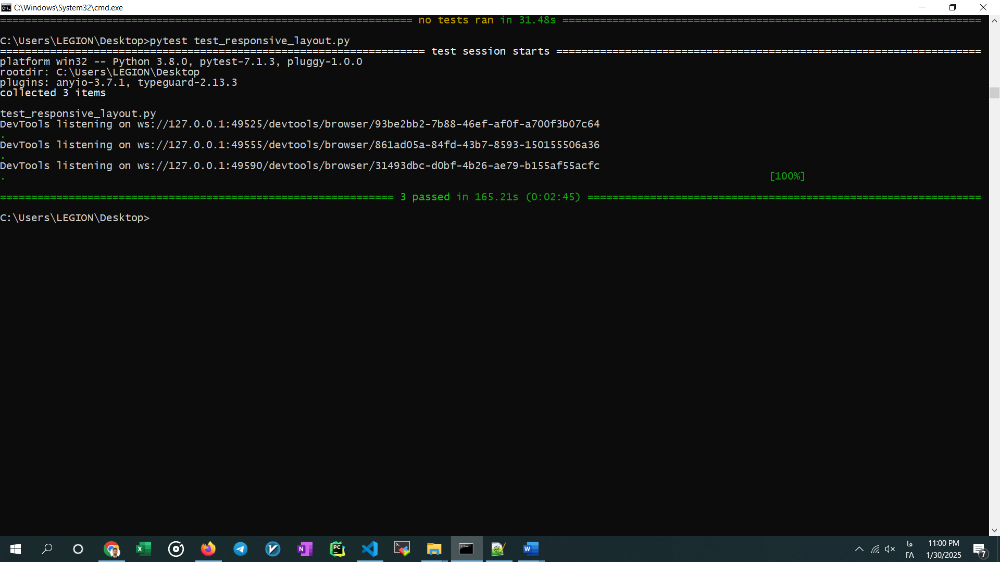 C:\Windows\System32\cmd.exe
================================================================== no tests ran in 31.48s ===================================================================
C:\Users\LEGION\Desktop>pytest test_responsive_layout.py
==================================================================== test session starts ====================================================================
platform win32 -- Python 3.8.0, pytest-7.1.3, pluggy-1.0.0
rootdir: C:\Users\LEGION\Desktop
plugins: anyio-3.7.1, typeguard-2.13.3
collected 3 items
test_responsive_layout.py
DevTools listening on ws://127.0.0.1:49525/devtools/browser/93be2bb2-7b88-46ef-af0f-a700f3b07c64
.
DevTools listening on ws://127.0.0.1:49555/devtools/browser/861ad05a-84fd-43b7-8593-150155506a36
.
DevTools listening on ws://127.0.0.1:49590/devtools/browser/31493dbc-d0bf-4b26-ae79-b155af55acfc
. [100%]
=============================================================== 3 passed in 165.21s (0:02:45) ===============================================================
C:\Users\LEGION\Desktop>
فا 11:00 PM
FA 1/30/2025
7